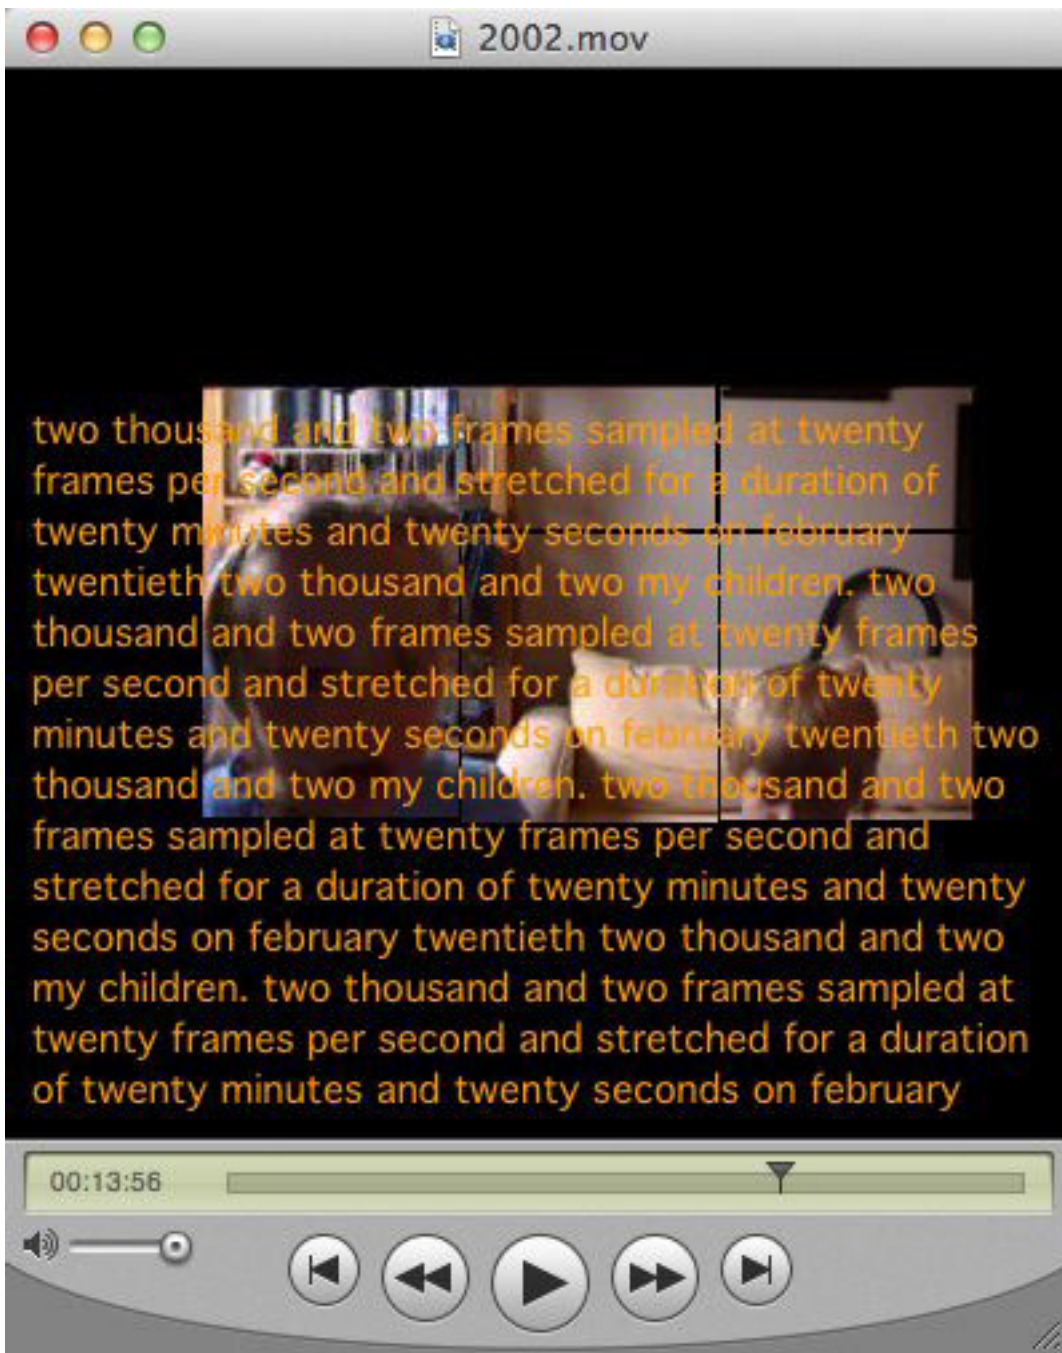 2002.mov
two thousand and two frames sampled at twenty
frames per second and stretched for a duration of
twenty minutes and twenty seconds on february
twentieth two thousand and two my children. two
thousand and two frames sampled at twenty frames
per second and stretched for a duration of twenty
minutes and twenty seconds on february twentieth two
thousand and two my children. two thousand and two
frames sampled at twenty frames per second and
stretched for a duration of twenty minutes and twenty
seconds on february twentieth two thousand and two
my children. two thousand and two frames sampled at
twenty frames per second and stretched for a duration
of twenty minutes and twenty seconds on february
00:13:56